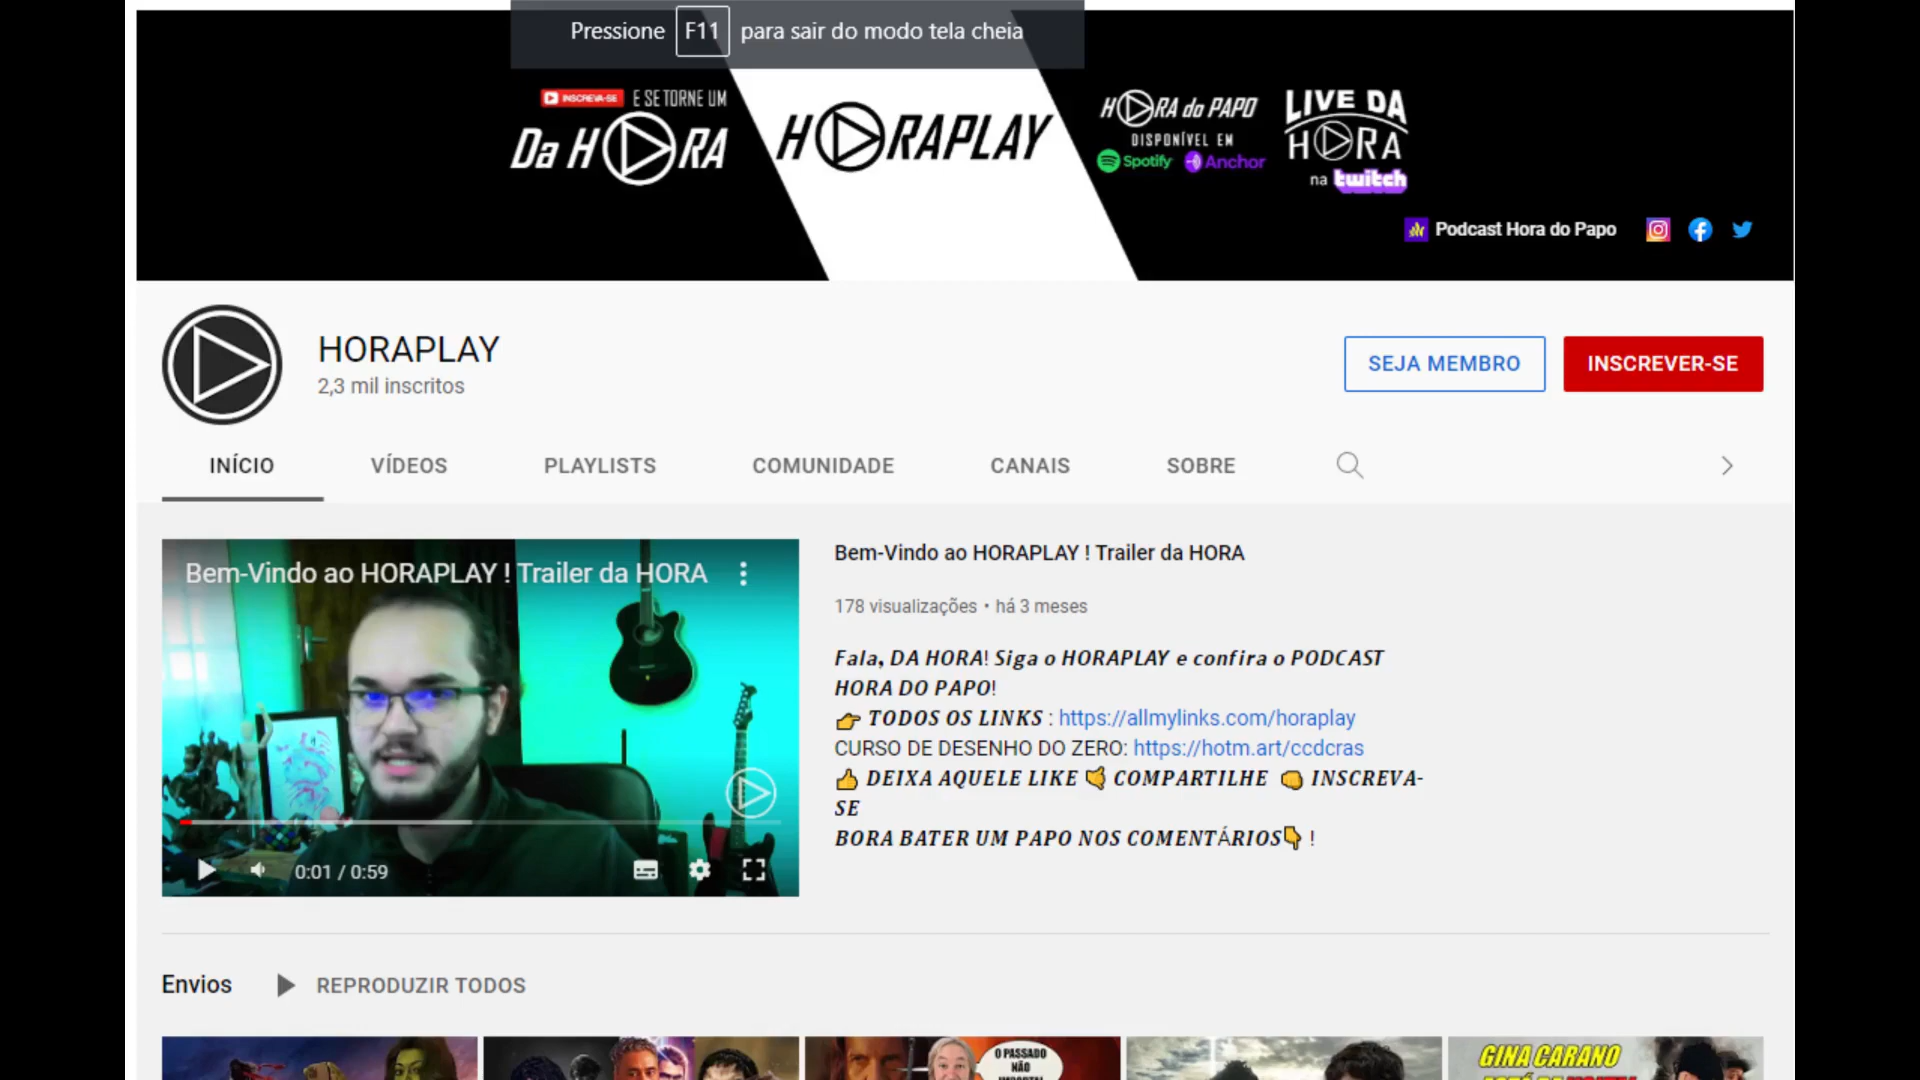 Pressione F11 para sair do modo tela cheia
INSCREVA-SE E SE TORNE UM
Da HORA
HORAPLAY
HORA do PAPO
DISPONÍVEL EM
Spotify Anchor
LIVE DA
HORA
na twitch
Podcast Hora do Papo
HORAPLAY
2,3 mil inscritos
SEJA MEMBRO
INSCREVER-SE
INÍCIO VÍDEOS PLAYLISTS COMUNIDADE CANAIS SOBRE
Bem-Vindo ao HORAPLAY ! Trailer da HORA
0:01 / 0:59
Bem-Vindo ao HORAPLAY ! Trailer da HORA
178 visualizações • há 3 meses
Fala, DA HORA! Siga o HORAPLAY e confira o PODCAST
HORA DO PAPO!
👉 TODOS OS LINKS : https://allmylinks.com/horaplay
CURSO DE DESENHO DO ZERO: https://hotm.art/ccdcras
👍 DEIXA AQUELE LIKE 🤙 COMPARTILHE 👊 INSCREVA-
SE
BORA BATER UM PAPO NOS COMENTÁRIOS👇 !
Envios REPRODUZIR TODOS
O PASSADO
NÃO
GINA CARANO